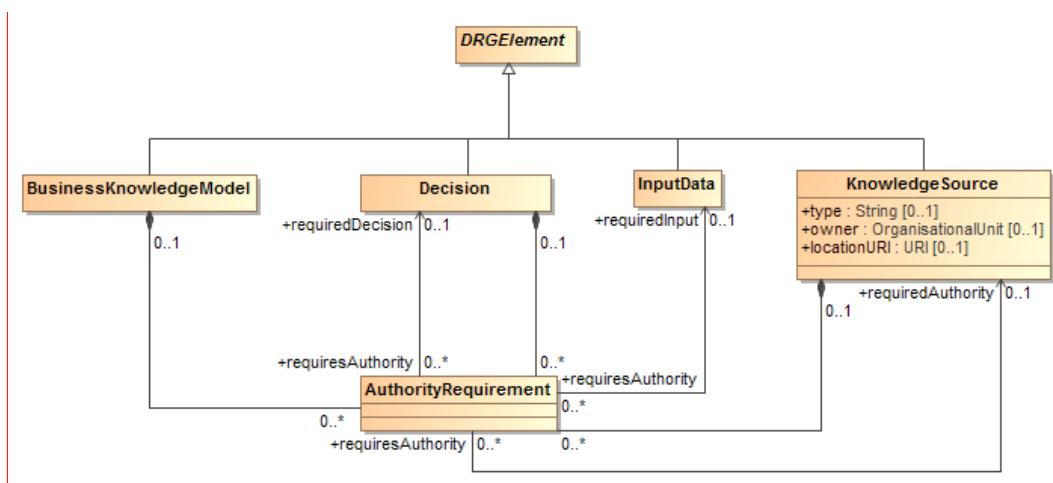 DRGElement
BusinessKnowledgeModel
Decision
InputData
KnowledgeSource
+type : String [0..1]
+owner : OrganisationalUnit [0..1]
+locationURI : URI [0..1]
0..1
+requiredDecision
0..1
0..1
+requiredInput
0..1
+requiredAuthority
0..1
0..1
+requiresAuthority
0..*
0..*
+requiresAuthority
AuthorityRequirement
0..*
0..*
+requiresAuthority
0..*
0..*